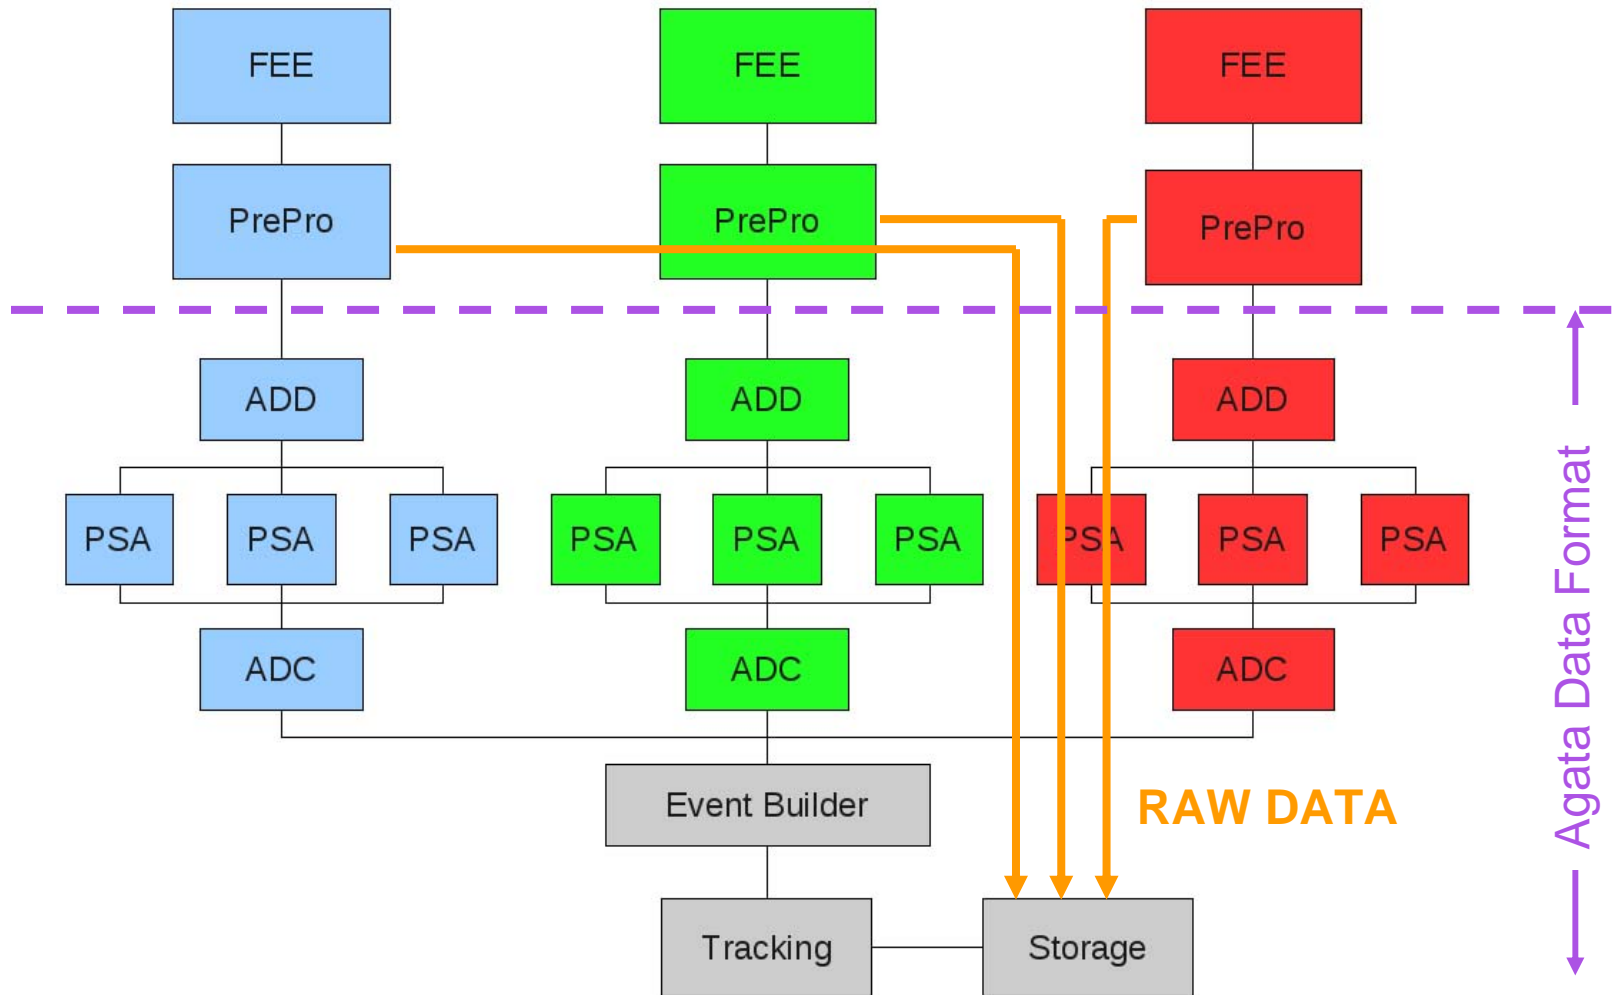 FEE
FEE
FEE
PrePro
PrePro
PrePro
ADD
ADD
ADD
PSA
PSA
PSA
PSA
PSA
PSA
PSA
PSA
PSA
ADC
ADC
ADC
Event Builder
RAW DATA
Tracking
Storage
Agata Data Format